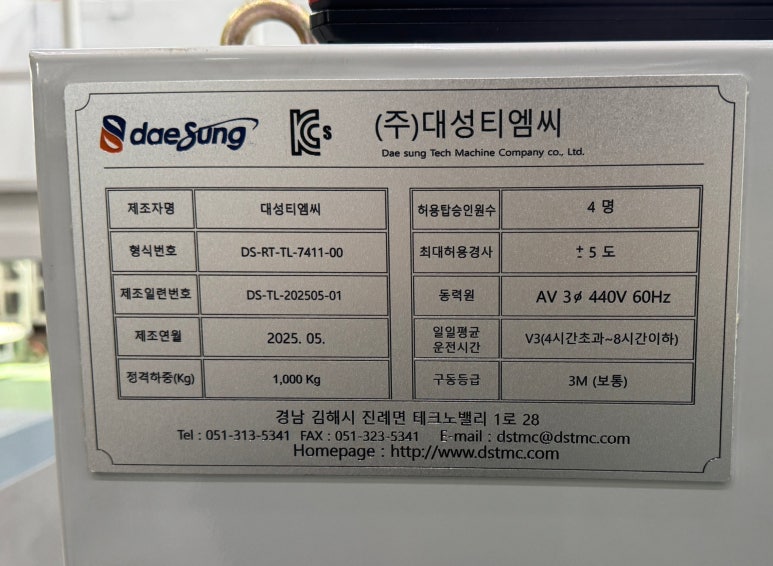 daesung KCs (주)대성티엠씨
Dae sung Tech Machine Company co., Ltd.
제조자명 대성티엠씨 허용탑승인원수 4 명
형식번호 DS-RT-TL-7411-00 최대허용경사 ± 5 도
제조일련번호 DS-TL-202505-01 동력원 AV 3ø 440V 60Hz
제조연월 2025. 05. 일일평균
운전시간 V3(4시간초과~8시간이하)
정격하중(Kg) 1,000 Kg 구동등급 3M (보통)
경남 김해시 진례면 테크노밸리 1로 28
Tel : 051-313-5341 FAX : 051-323-5341 E-mail : dstmc@dstmc.com
Homepage : http://www.dstmc.com